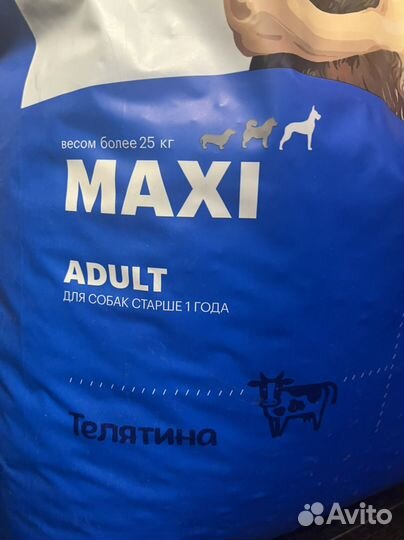 весом более 25 кг
MAXI
ADULT
ДЛЯ СОБАК СТАРШЕ 1 ГОДА
Телятина
Avito